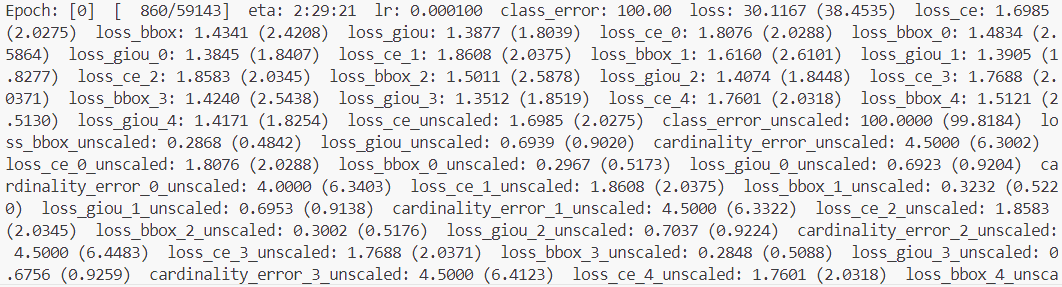 Epoch: [0]  [  860/59143]  eta: 2:29:21  lr: 0.000100  class_error: 100.00  loss: 30.1167 (38.4535)  loss_ce: 1.6985
(2.0275)  loss_bbox: 1.4341 (2.4208)  loss_giou: 1.3877 (1.8039)  loss_ce_0: 1.8076 (2.0288)  loss_bbox_0: 1.4834 (2.
5864)  loss_giou_0: 1.3845 (1.8407)  loss_ce_1: 1.8608 (2.0375)  loss_bbox_1: 1.6160 (2.6101)  loss_giou_1: 1.3905 (1
.8277)  loss_ce_2: 1.8583 (2.0345)  loss_bbox_2: 1.5011 (2.5878)  loss_giou_2: 1.4074 (1.8448)  loss_ce_3: 1.7688 (2.
0371)  loss_bbox_3: 1.4240 (2.5438)  loss_giou_3: 1.3512 (1.8519)  loss_ce_4: 1.7601 (2.0318)  loss_bbox_4: 1.5121 (2
.5130)  loss_giou_4: 1.4171 (1.8254)  loss_ce_unscaled: 1.6985 (2.0275)  class_error_unscaled: 100.0000 (99.8184)  lo
ss_bbox_unscaled: 0.2868 (0.4842)  loss_giou_unscaled: 0.6939 (0.9020)  cardinality_error_unscaled: 4.5000 (6.3002)
loss_ce_0_unscaled: 1.8076 (2.0288)  loss_bbox_0_unscaled: 0.2967 (0.5173)  loss_giou_0_unscaled: 0.6923 (0.9204)  ca
rdinality_error_0_unscaled: 4.0000 (6.3403)  loss_ce_1_unscaled: 1.8608 (2.0375)  loss_bbox_1_unscaled: 0.3232 (0.522
0)  loss_giou_1_unscaled: 0.6953 (0.9138)  cardinality_error_1_unscaled: 4.5000 (6.3322)  loss_ce_2_unscaled: 1.8583
(2.0345)  loss_bbox_2_unscaled: 0.3002 (0.5176)  loss_giou_2_unscaled: 0.7037 (0.9224)  cardinality_error_2_unscaled:
4.5000 (6.4483)  loss_ce_3_unscaled: 1.7688 (2.0371)  loss_bbox_3_unscaled: 0.2848 (0.5088)  loss_giou_3_unscaled: 0
.6756 (0.9259)  cardinality_error_3_unscaled: 4.5000 (6.4123)  loss_ce_4_unscaled: 1.7601 (2.0318)  loss_bbox_4_unsca